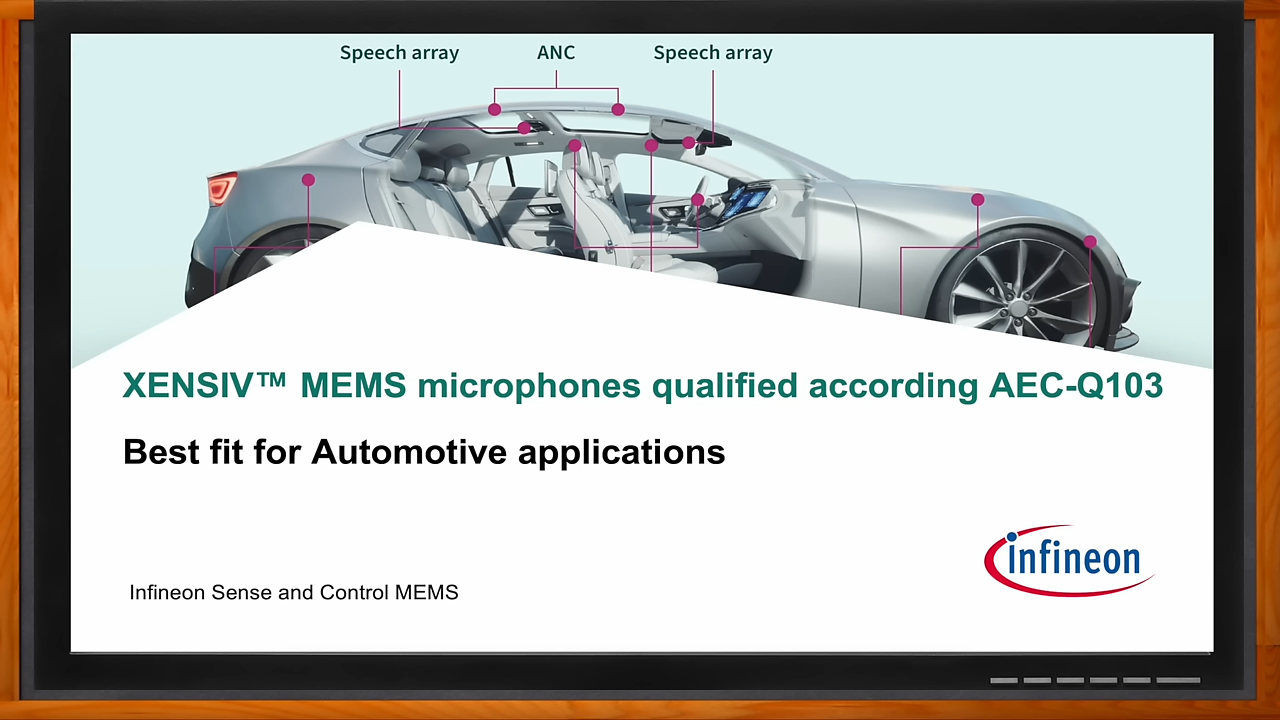 Speech array
ANC
Speech array
XENSIV™ MEMS microphones qualified according AEC-Q103
Best fit for Automotive applications
Infineon Sense and Control MEMS
infineon